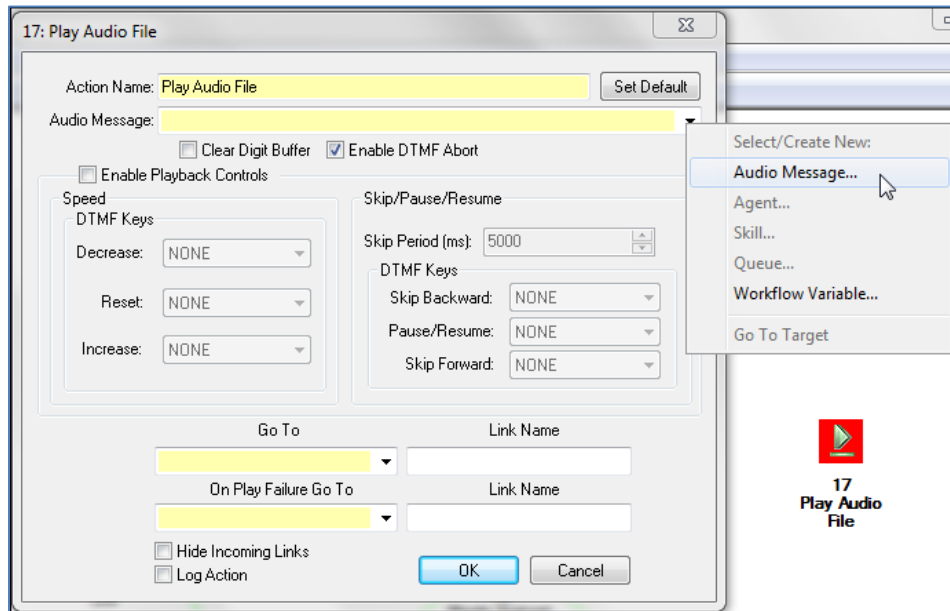 17: Play Audio File
Action Name: Play Audio File Set Default
Audio Message:
Clear Digit Buffer Enable DTMF Abort
Enable Playback Controls
Speed
DTMF Keys
Decrease: NONE
Reset: NONE
Increase: NONE
Skip/Pause/Resume
Skip Period (ms): 5000
DTMF Keys
Skip Backward: NONE
Pause/Resume: NONE
Skip Forward: NONE
Go To Link Name
On Play Failure Go To Link Name
Hide Incoming Links
Log Action
OK Cancel
Select/Create New:
Audio Message...
Agent...
Skill...
Queue...
Workflow Variable...
Go To Target
17
Play Audio
File